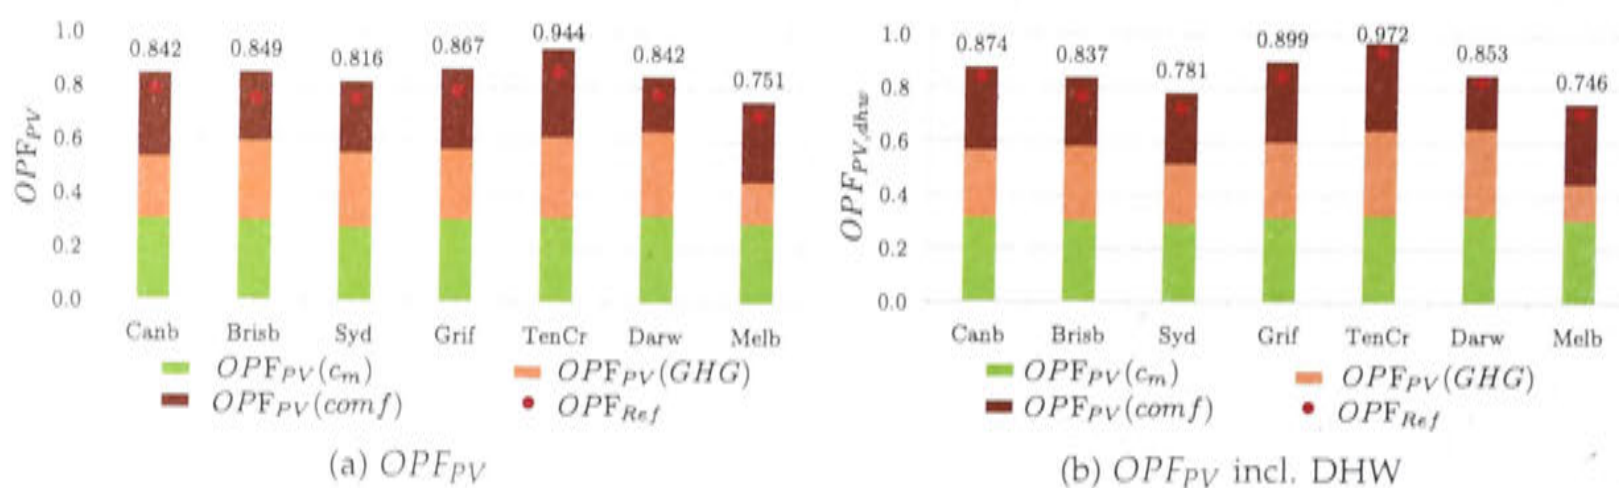 1.0
0.8
0.6
0.4
0.2
0.0
OPF_PV
0.842
0.849
0.816
0.867
0.944
0.842
0.751
Canb Brisb Syd Grif TenCr Darw Melb
OPF_PV(c_m) OPF_PV(GHG)
OPF_PV(comf) OPF_Ref
(a) OPF_PV
1.0
0.8
0.6
0.4
0.2
0.0
OPF_PV,dhw
0.874
0.837
0.781
0.899
0.972
0.853
0.746
Canb Brisb Syd Grif TenCr Darw Melb
OPF_PV(c_m) OPF_PV(GHG)
OPF_PV(comf) OPF_Ref
(b) OPF_PV incl. DHW